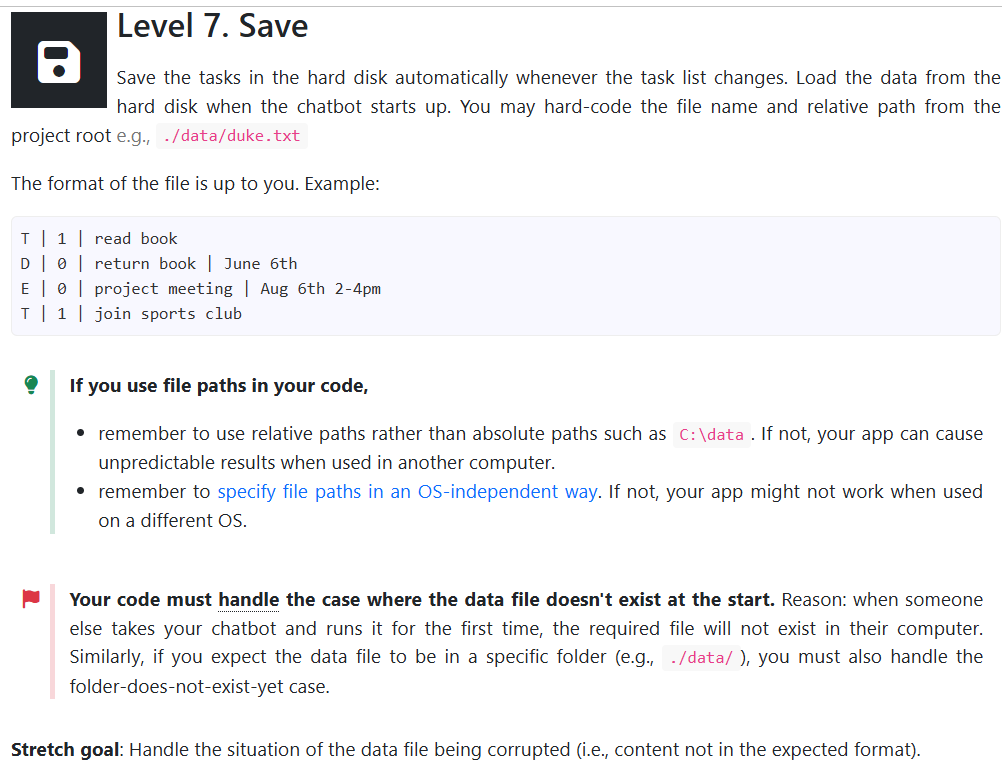 Level 7. Save
Save the tasks in the hard disk automatically whenever the task list changes. Load the data from the
hard disk when the chatbot starts up. You may hard-code the file name and relative path from the
project root e.g., ./data/duke.txt
The format of the file is up to you. Example:
T | 1 | read book
D | 0 | return book | June 6th
E | 0 | project meeting | Aug 6th 2-4pm
T | 1 | join sports club
If you use file paths in your code,
• remember to use relative paths rather than absolute paths such as C:\data . If not, your app can cause
unpredictable results when used in another computer.
• remember to specify file paths in an OS-independent way. If not, your app might not work when used
on a different OS.
Your code must handle the case where the data file doesn't exist at the start. Reason: when someone
else takes your chatbot and runs it for the first time, the required file will not exist in their computer.
Similarly, if you expect the data file to be in a specific folder (e.g., ./data/ ), you must also handle the
folder-does-not-exist-yet case.
Stretch goal: Handle the situation of the data file being corrupted (i.e., content not in the expected format).